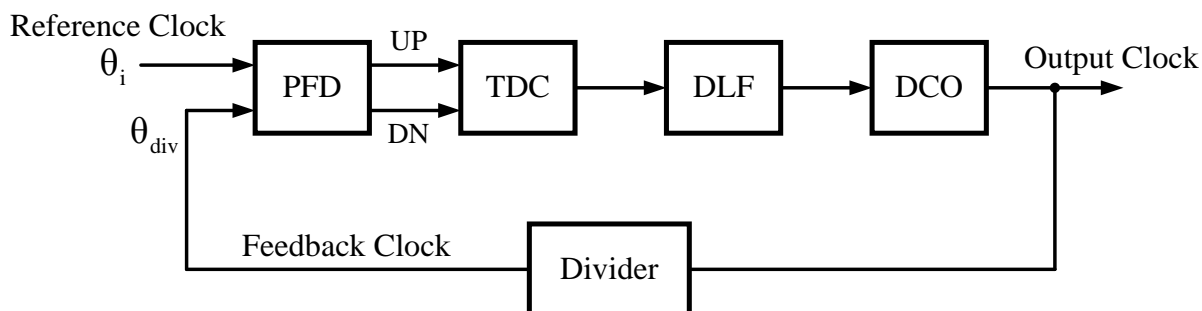 Reference Clock
θi
UP
PFD
TDC
DLF
DCO
Output Clock
DN
θdiv
Feedback Clock
Divider